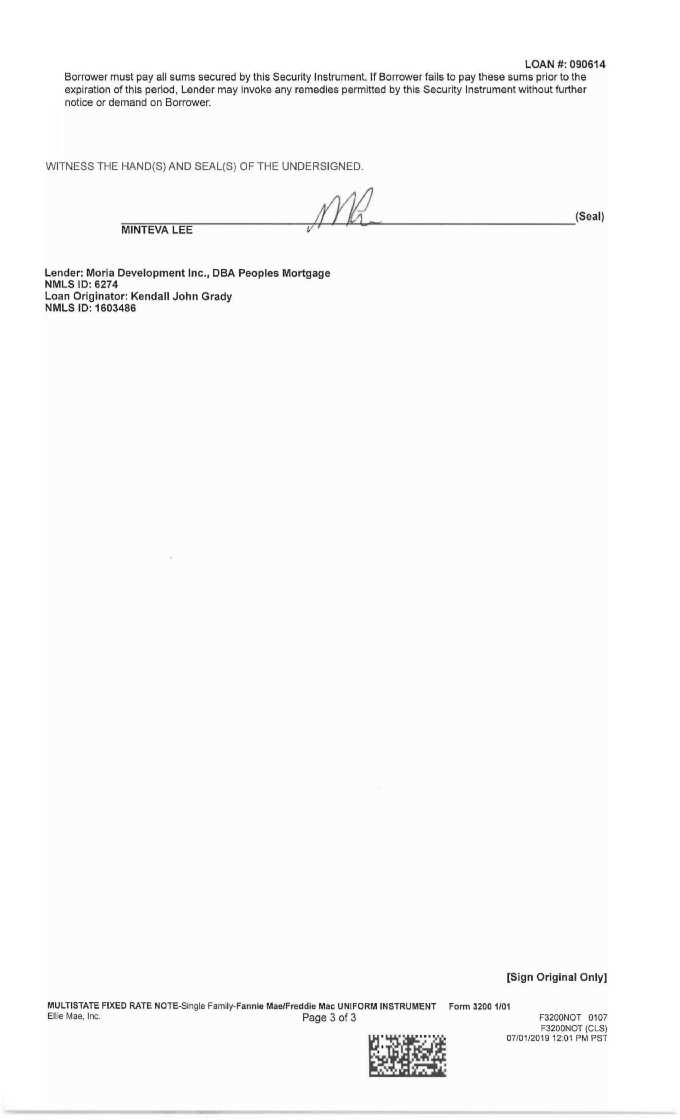 LOAN #: 090614
Borrower must pay all sums secured by this Security Instrument. If Borrower fails to pay these sums prior to the
expiration of this period, Lender may invoke any remedies permitted by this Security Instrument without further
notice or demand on Borrower.
WITNESS THE HAND(S) AND SEAL(S) OF THE UNDERSIGNED.
(Seal)
MINTEVA LEE
Lender: Moria Development Inc., DBA Peoples Mortgage
NMLS ID: 6274
Loan Originator: Kendall John Grady
NMLS ID: 1603486
[Sign Original Only]
MULTISTATE FIXED RATE NOTE-Single Family-Fannie Mae/Freddie Mac UNIFORM INSTRUMENT Form 3200 1/01
Ellie Mae, Inc. Page 3 of 3 F3200NOT 0107
F3200NOT (CLS)
07/01/2019 12:01 PM PST